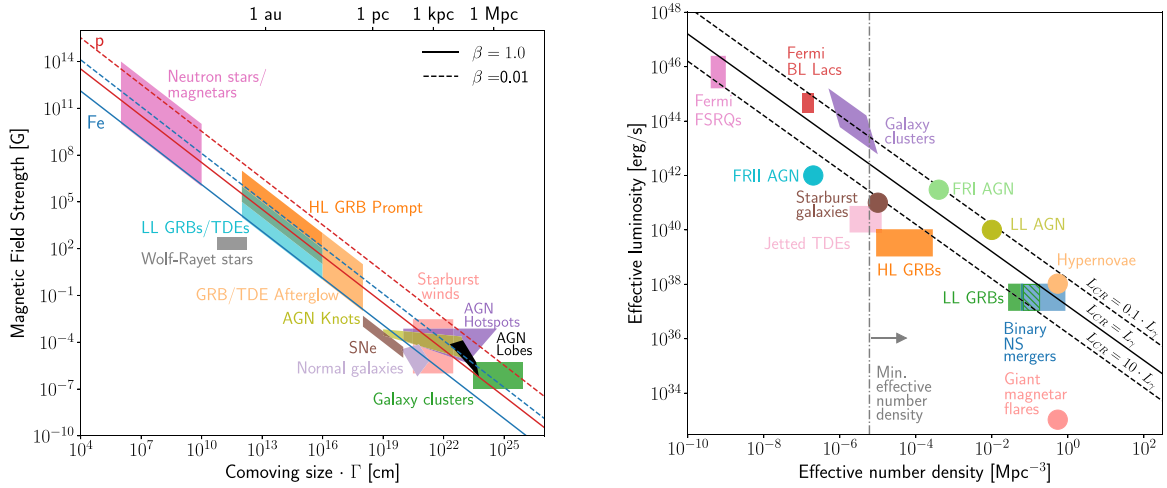 1 au
1 pc
1 kpc
1 Mpc
10^14
10^11
10^8
10^5
10^2
10^−1
10^−4
10^−7
10^−10
Magnetic Field Strength [G]
p
Fe
β = 1.0
β =0.01
Neutron stars/
magnetars
HL GRB Prompt
LL GRBs/TDEs
Wolf-Rayet stars
GRB/TDE Afterglow
Starburst
winds
AGN Knots
AGN
Hotspots
SNe
AGN
Lobes
Normal galaxies
Galaxy clusters
10^4
10^7
10^10
10^13
10^16
10^19
10^22
10^25
Comoving size · Γ [cm]
10^48
10^46
10^44
10^42
10^40
10^38
10^36
10^34
Effective luminosity [erg/s]
Fermi
BL Lacs
Fermi
FSRQs
Galaxy
clusters
FRII AGN
FRI AGN
Starburst
galaxies
Jetted TDEs
LL AGN
HL GRBs
Hypernovae
LL GRBs
Binary
NS
mergers
Min.
effective
number
density
Giant
magnetar
flares
L_CR = 0.1 · L_γ
L_CR = L_γ
L_CR = 10 · L_γ
10^−10
10^−8
10^−6
10^−4
10^−2
10^0
10^2
Effective number density [Mpc^−3]